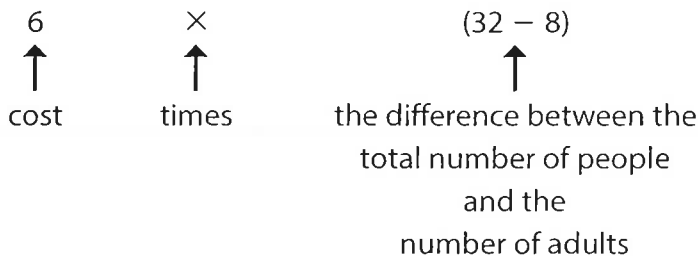 6 × (32 − 8)
cost times the difference between the
total number of people
and the
number of adults